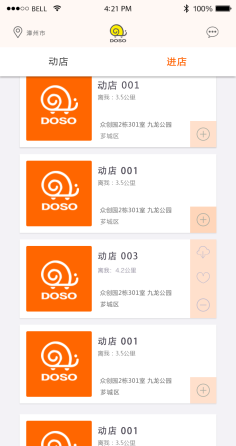 BELL 4:21 PM 100%
漳州市
DOSO
动店 进店
DOSO
动店 001
离我：3.5公里
众创园2栋301室 九龙公园
芗城区
DOSO
动店 001
离我：3.5公里
众创园2栋301室 九龙公园
芗城区
DOSO
动店 003
离我：4.2公里
众创园2栋301室 九龙公园
芗城区
DOSO
动店 001
离我：3.5公里
众创园2栋301室 九龙公园
芗城区
动店 001
离我：3.5公里